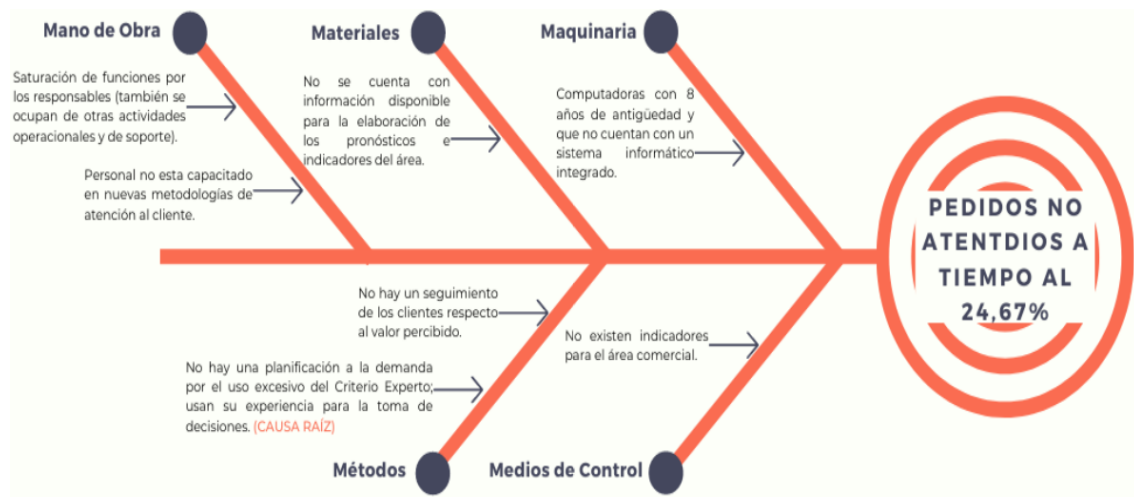 Mano de Obra
Saturación de funciones por
los responsables (también se
ocupan de otras actividades
operacionales y de soporte).
Personal no esta capacitado
en nuevas metodologías de
atención al cliente.
Materiales
No se cuenta con
información disponible
para la elaboración de
los pronósticos e
indicadores del área.
Maquinaria
Computadoras con 8
años de antigüedad y
que no cuentan con un
sistema informático
integrado.
PEDIDOS NO
ATENTDIOS A
TIEMPO AL
24,67%
No hay un seguimiento
de los clientes respecto
al valor percibido.
No hay una planificación a la demanda
por el uso excesivo del Criterio Experto;
usan su experiencia para la toma de
decisiones. (CAUSA RAÍZ)
Métodos
No existen indicadores
para el área comercial.
Medios de Control